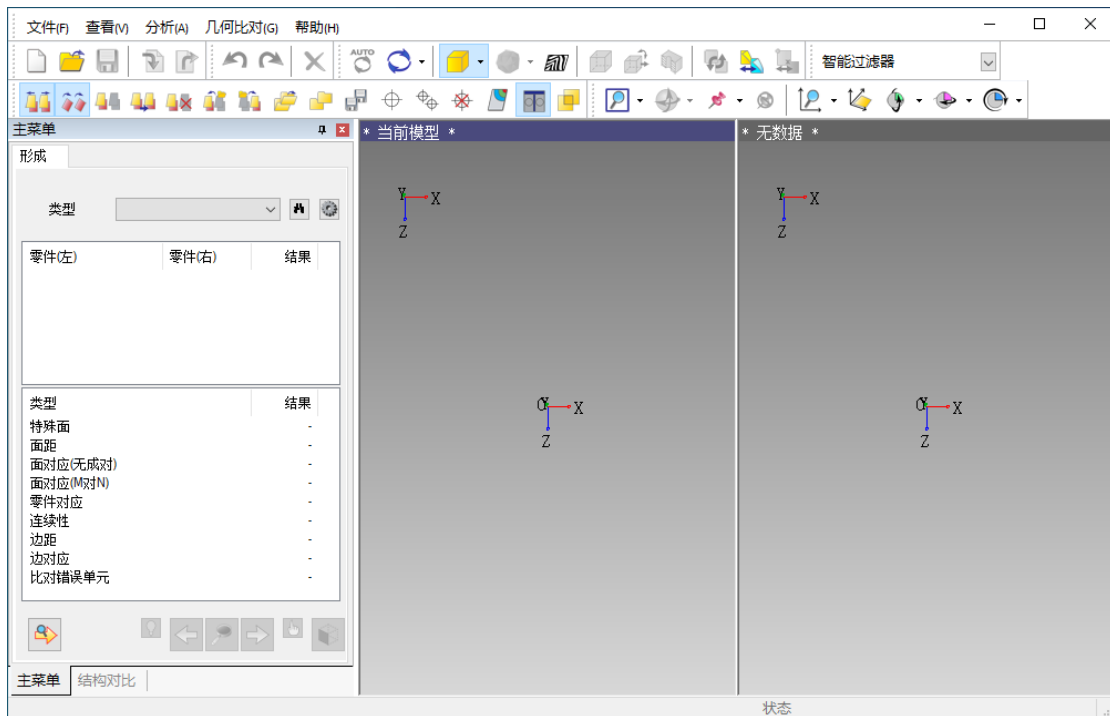 文件(F) 查看(V) 分析(A) 几何比对(G) 帮助(H)
AUTO
智能过滤器
主菜单
形成
类型
零件(左) 零件(右) 结果
类型 结果
特殊面 -
面距 -
面对应(无成对) -
面对应(M对N) -
零件对应 -
连续性 -
边距 -
边对应 -
比对错误单元 -
主菜单 结构对比
* 当前模型 *
Y X
Z
O Y X
Z
* 无数据 *
Y X
Z
O Y X
Z
状态